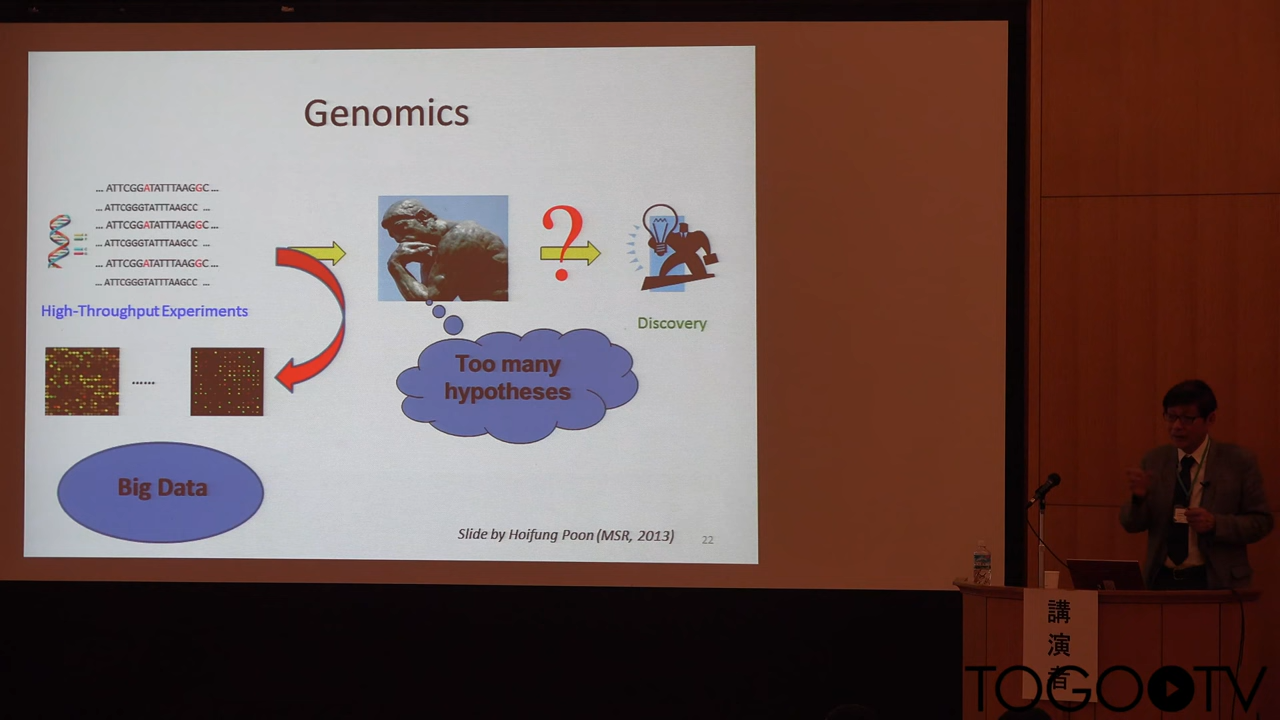 Genomics
... ATTCGGATATTTAAGGC ...
... ATTCGGGTATTTAAGCC ...
... ATTCGGATATTTAAGGC ...
... ATTCGGGTATTTAAGCC ...
... ATTCGGATATTTAAGGC ...
... ATTCGGGTATTTAAGCC ...
High-Throughput Experiments
?
Discovery
Too many
hypotheses
......
Big Data
Slide by Hoifung Poon (MSR, 2013)
22
講
演
者
TOGOTV